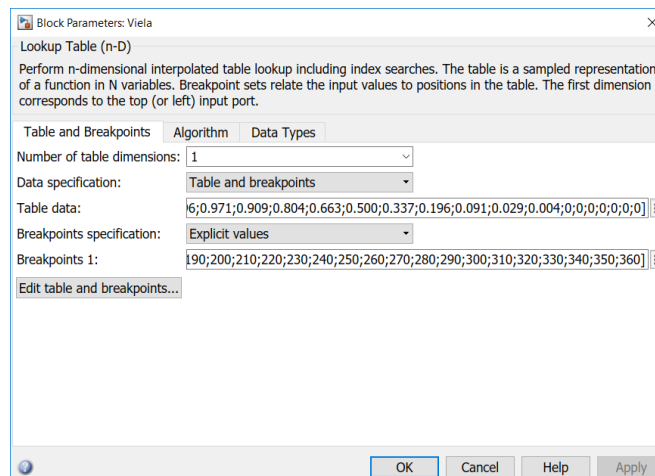 Block Parameters: Viela
Lookup Table (n-D)
Perform n-dimensional interpolated table lookup including index searches. The table is a sampled representation
of a function in N variables. Breakpoint sets relate the input values to positions in the table. The first dimension
corresponds to the top (or left) input port.
Table and Breakpoints Algorithm Data Types
Number of table dimensions: 1
Data specification: Table and breakpoints
Table data: 6;0.971;0.909;0.804;0.663;0.500;0.337;0.196;0.091;0.029;0.004;0;0;0;0;0;0;0]
Breakpoints specification: Explicit values
Breakpoints 1: 190;200;210;220;230;240;250;260;270;280;290;300;310;320;330;340;350;360]
Edit table and breakpoints...
OK Cancel Help Apply